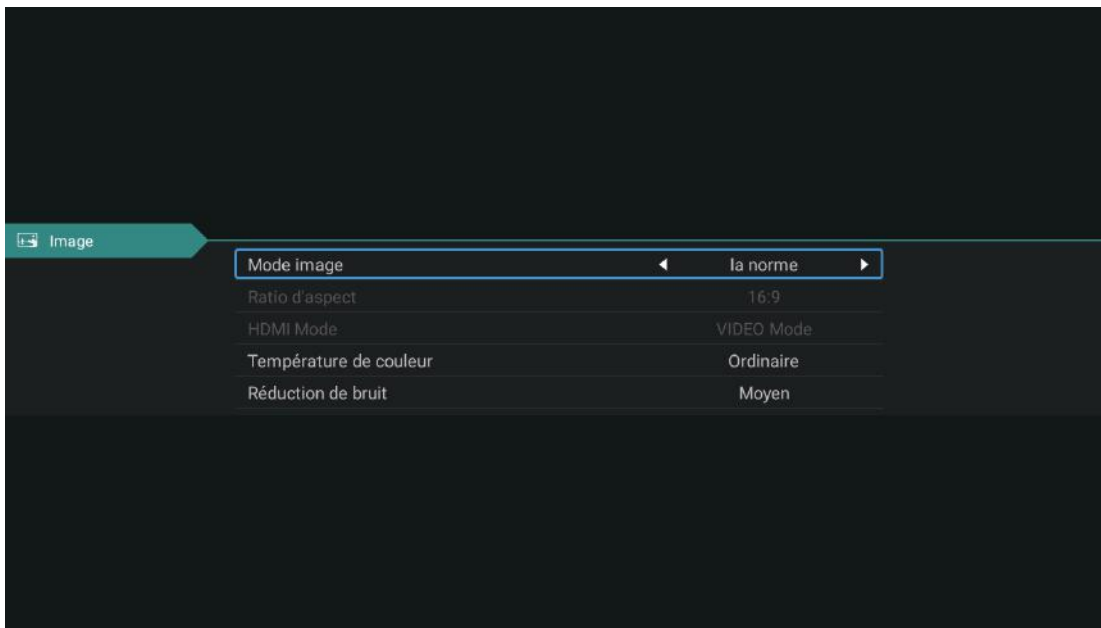 Image
Mode image la norme
Ratio d'aspect 16:9
HDMI Mode VIDEO Mode
Température de couleur Ordinaire
Réduction de bruit Moyen